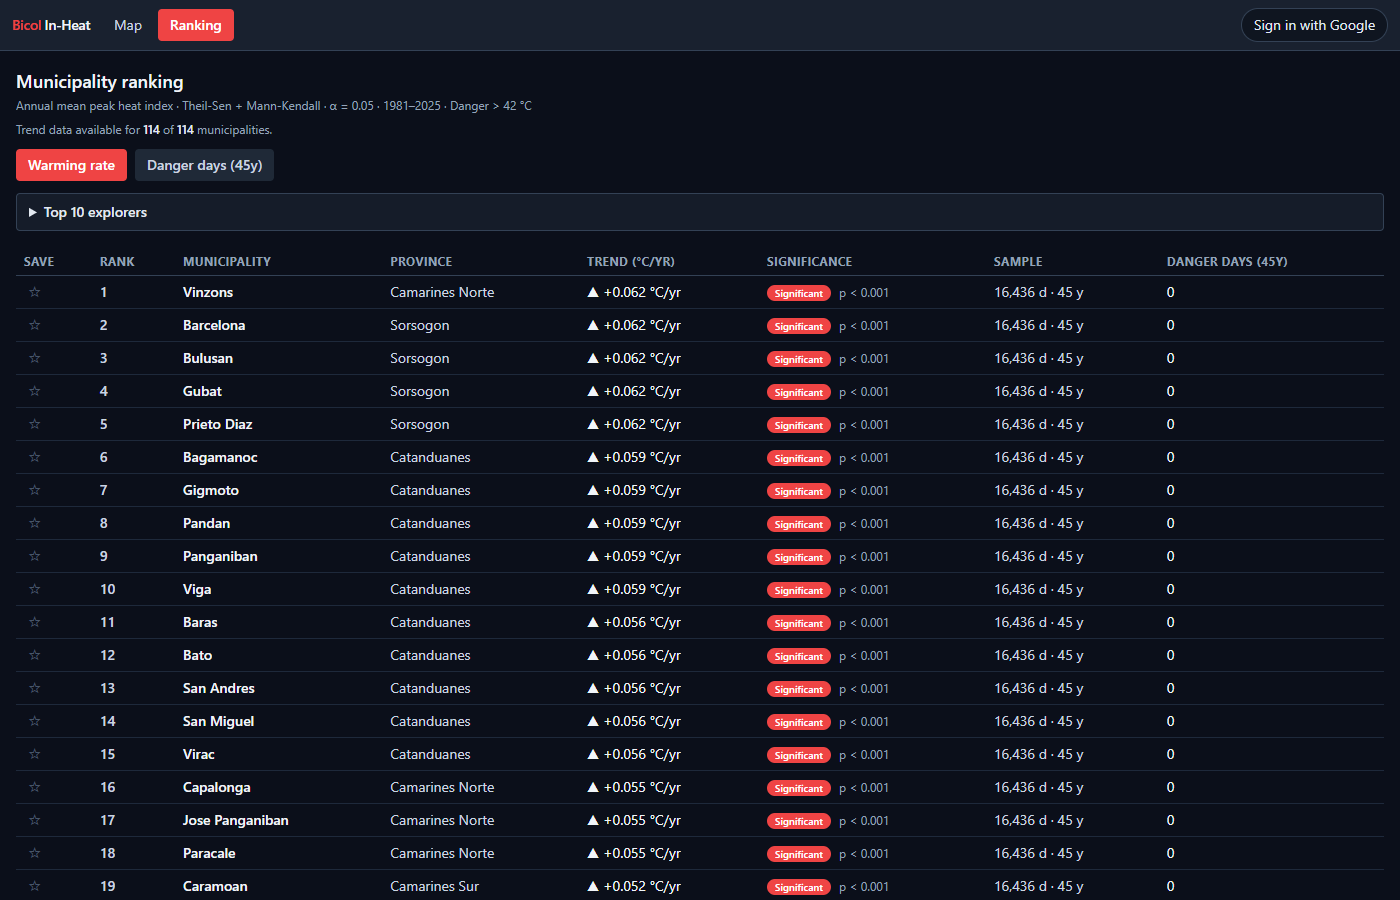 Bicol In-Heat Map Ranking Sign in with Google
Municipality ranking
Annual mean peak heat index · Theil-Sen + Mann-Kendall · α = 0.05 · 1981–2025 · Danger > 42 °C
Trend data available for 114 of 114 municipalities.
Warming rate Danger days (45y)
▶ Top 10 explorers
SAVE RANK MUNICIPALITY PROVINCE TREND (°C/YR) SIGNIFICANCE SAMPLE DANGER DAYS (45Y)
☆ 1 Vinzons Camarines Norte ▲ +0.062 °C/yr Significant p < 0.001 16,436 d · 45 y 0
☆ 2 Barcelona Sorsogon ▲ +0.062 °C/yr Significant p < 0.001 16,436 d · 45 y 0
☆ 3 Bulusan Sorsogon ▲ +0.062 °C/yr Significant p < 0.001 16,436 d · 45 y 0
☆ 4 Gubat Sorsogon ▲ +0.062 °C/yr Significant p < 0.001 16,436 d · 45 y 0
☆ 5 Prieto Diaz Sorsogon ▲ +0.062 °C/yr Significant p < 0.001 16,436 d · 45 y 0
☆ 6 Bagamanoc Catanduanes ▲ +0.059 °C/yr Significant p < 0.001 16,436 d · 45 y 0
☆ 7 Gigmoto Catanduanes ▲ +0.059 °C/yr Significant p < 0.001 16,436 d · 45 y 0
☆ 8 Pandan Catanduanes ▲ +0.059 °C/yr Significant p < 0.001 16,436 d · 45 y 0
☆ 9 Panganiban Catanduanes ▲ +0.059 °C/yr Significant p < 0.001 16,436 d · 45 y 0
☆ 10 Viga Catanduanes ▲ +0.059 °C/yr Significant p < 0.001 16,436 d · 45 y 0
☆ 11 Baras Catanduanes ▲ +0.056 °C/yr Significant p < 0.001 16,436 d · 45 y 0
☆ 12 Bato Catanduanes ▲ +0.056 °C/yr Significant p < 0.001 16,436 d · 45 y 0
☆ 13 San Andres Catanduanes ▲ +0.056 °C/yr Significant p < 0.001 16,436 d · 45 y 0
☆ 14 San Miguel Catanduanes ▲ +0.056 °C/yr Significant p < 0.001 16,436 d · 45 y 0
☆ 15 Virac Catanduanes ▲ +0.056 °C/yr Significant p < 0.001 16,436 d · 45 y 0
☆ 16 Capalonga Camarines Norte ▲ +0.055 °C/yr Significant p < 0.001 16,436 d · 45 y 0
☆ 17 Jose Panganiban Camarines Norte ▲ +0.055 °C/yr Significant p < 0.001 16,436 d · 45 y 0
☆ 18 Paracale Camarines Norte ▲ +0.055 °C/yr Significant p < 0.001 16,436 d · 45 y 0
☆ 19 Caramoan Camarines Sur ▲ +0.052 °C/yr Significant p < 0.001 16,436 d · 45 y 0